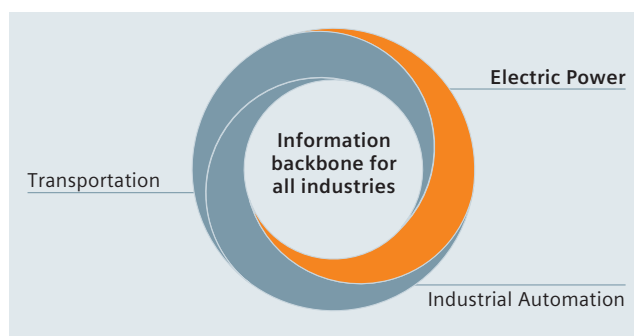 Electric Power
Information
backbone for
all industries
Transportation
Industrial Automation